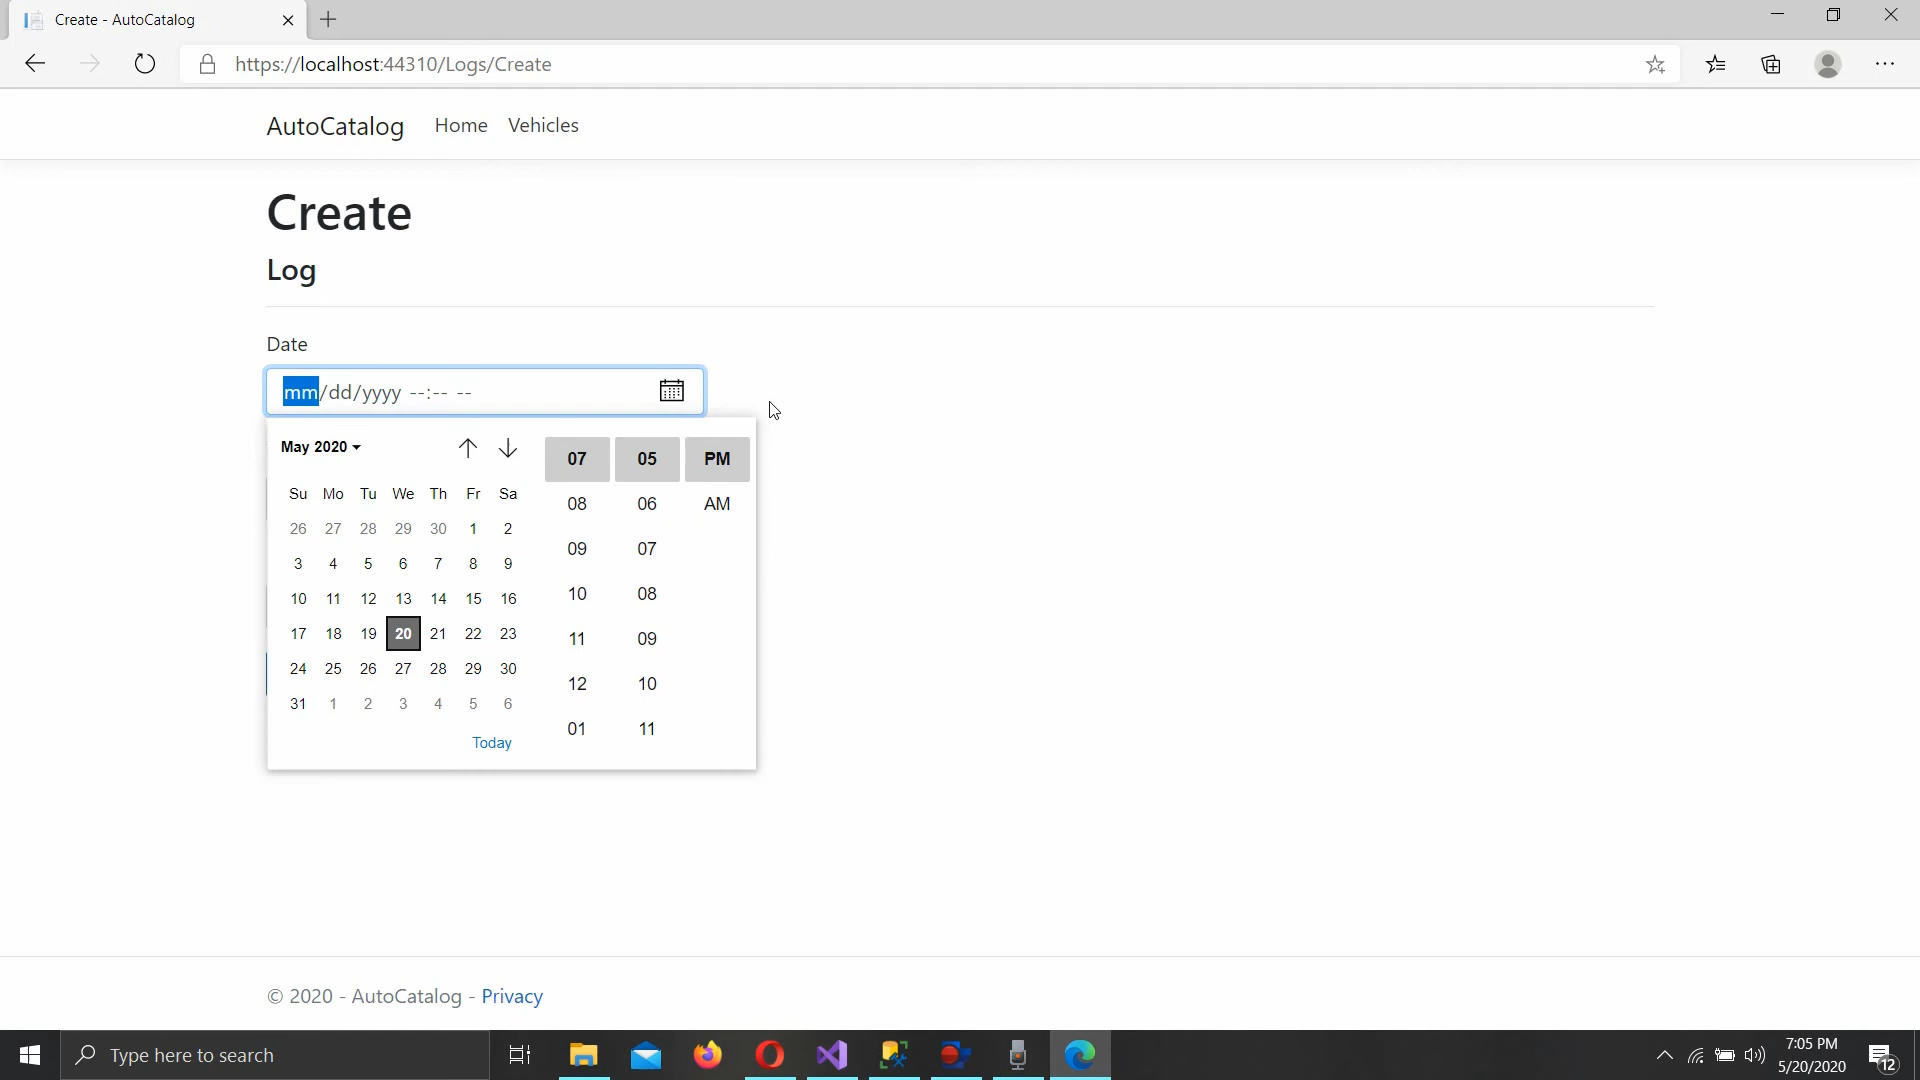 Create - AutoCatalog
https://localhost:44310/Logs/Create
AutoCatalog Home Vehicles
Create
Log
Date
mm/dd/yyyy --:-- --
May 2020
Su Mo Tu We Th Fr Sa
26 27 28 29 30 1 2
3 4 5 6 7 8 9
10 11 12 13 14 15 16
17 18 19 20 21 22 23
24 25 26 27 28 29 30
31 1 2 3 4 5 6
Today
07 05 PM
08 06 AM
09 07
10 08
11 09
12 10
01 11
© 2020 - AutoCatalog - Privacy
Type here to search
7:05 PM
5/20/2020
12